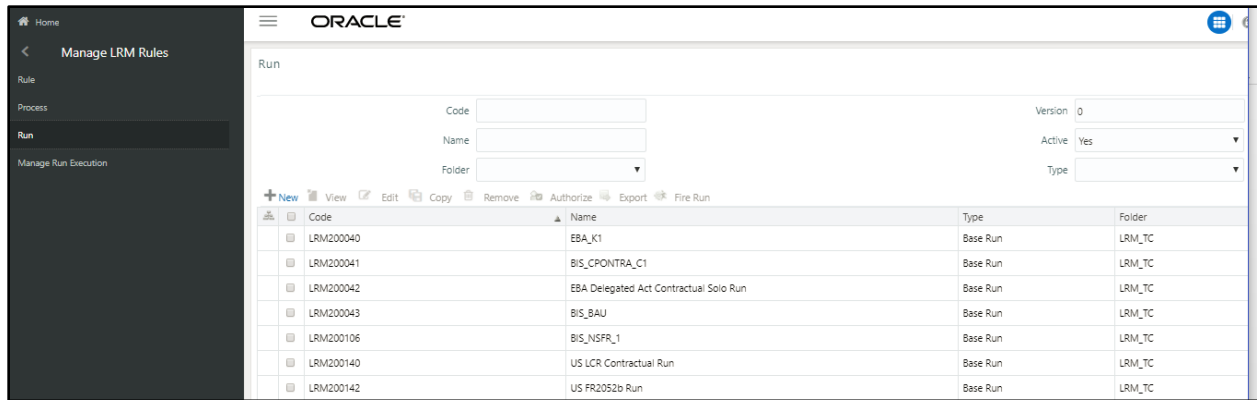 Home
Manage LRM Rules
Rule
Process
Run
Manage Run Execution
ORACLE
Run
Code Version 0
Name Active Yes
Folder Type
New View Edit Copy Remove Authorize Export Fire Run
Code Name Type Folder
LRM200040 EBA_K1 Base Run LRM_TC
LRM200041 BIS_CPONTRA_C1 Base Run LRM_TC
LRM200042 EBA Delegated Act Contractual Solo Run Base Run LRM_TC
LRM200043 BIS_BAU Base Run LRM_TC
LRM200106 BIS_NSFR_1 Base Run LRM_TC
LRM200140 US LCR Contractual Run Base Run LRM_TC
LRM200142 US FR2052b Run Base Run LRM_TC